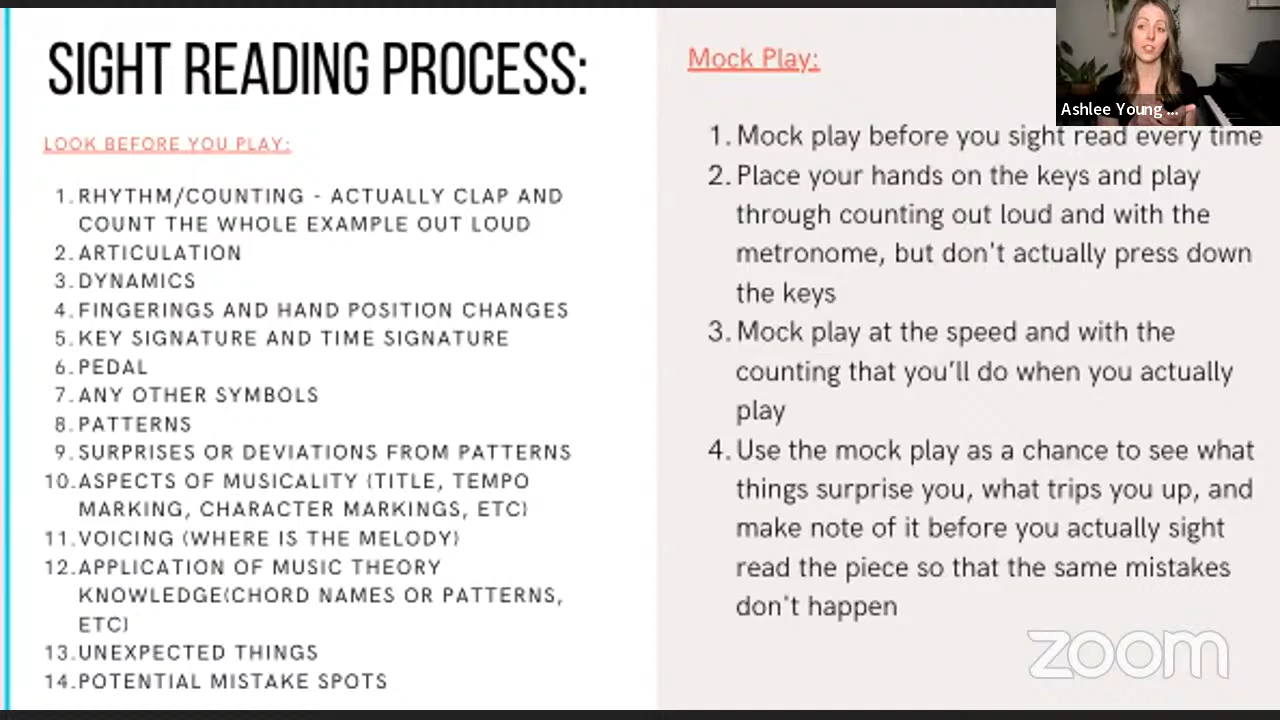 SIGHT READING PROCESS:
LOOK BEFORE YOU PLAY:
1. RHYTHM/COUNTING - ACTUALLY CLAP AND
COUNT THE WHOLE EXAMPLE OUT LOUD
2. ARTICULATION
3. DYNAMICS
4. FINGERINGS AND HAND POSITION CHANGES
5. KEY SIGNATURE AND TIME SIGNATURE
6. PEDAL
7. ANY OTHER SYMBOLS
8. PATTERNS
9. SURPRISES OR DEVIATIONS FROM PATTERNS
10. ASPECTS OF MUSICALITY (TITLE, TEMPO
MARKING, CHARACTER MARKINGS, ETC)
11. VOICING (WHERE IS THE MELODY)
12. APPLICATION OF MUSIC THEORY
KNOWLEDGE(CHORD NAMES OR PATTERNS,
ETC)
13. UNEXPECTED THINGS
14. POTENTIAL MISTAKE SPOTS
Mock Play:
1. Mock play before you sight read every time
2. Place your hands on the keys and play
through counting out loud and with the
metronome, but don't actually press down
the keys
3. Mock play at the speed and with the
counting that you'll do when you actually
play
4. Use the mock play as a chance to see what
things surprise you, what trips you up, and
make note of it before you actually sight
read the piece so that the same mistakes
don't happen
Ashlee Young ...
zoom